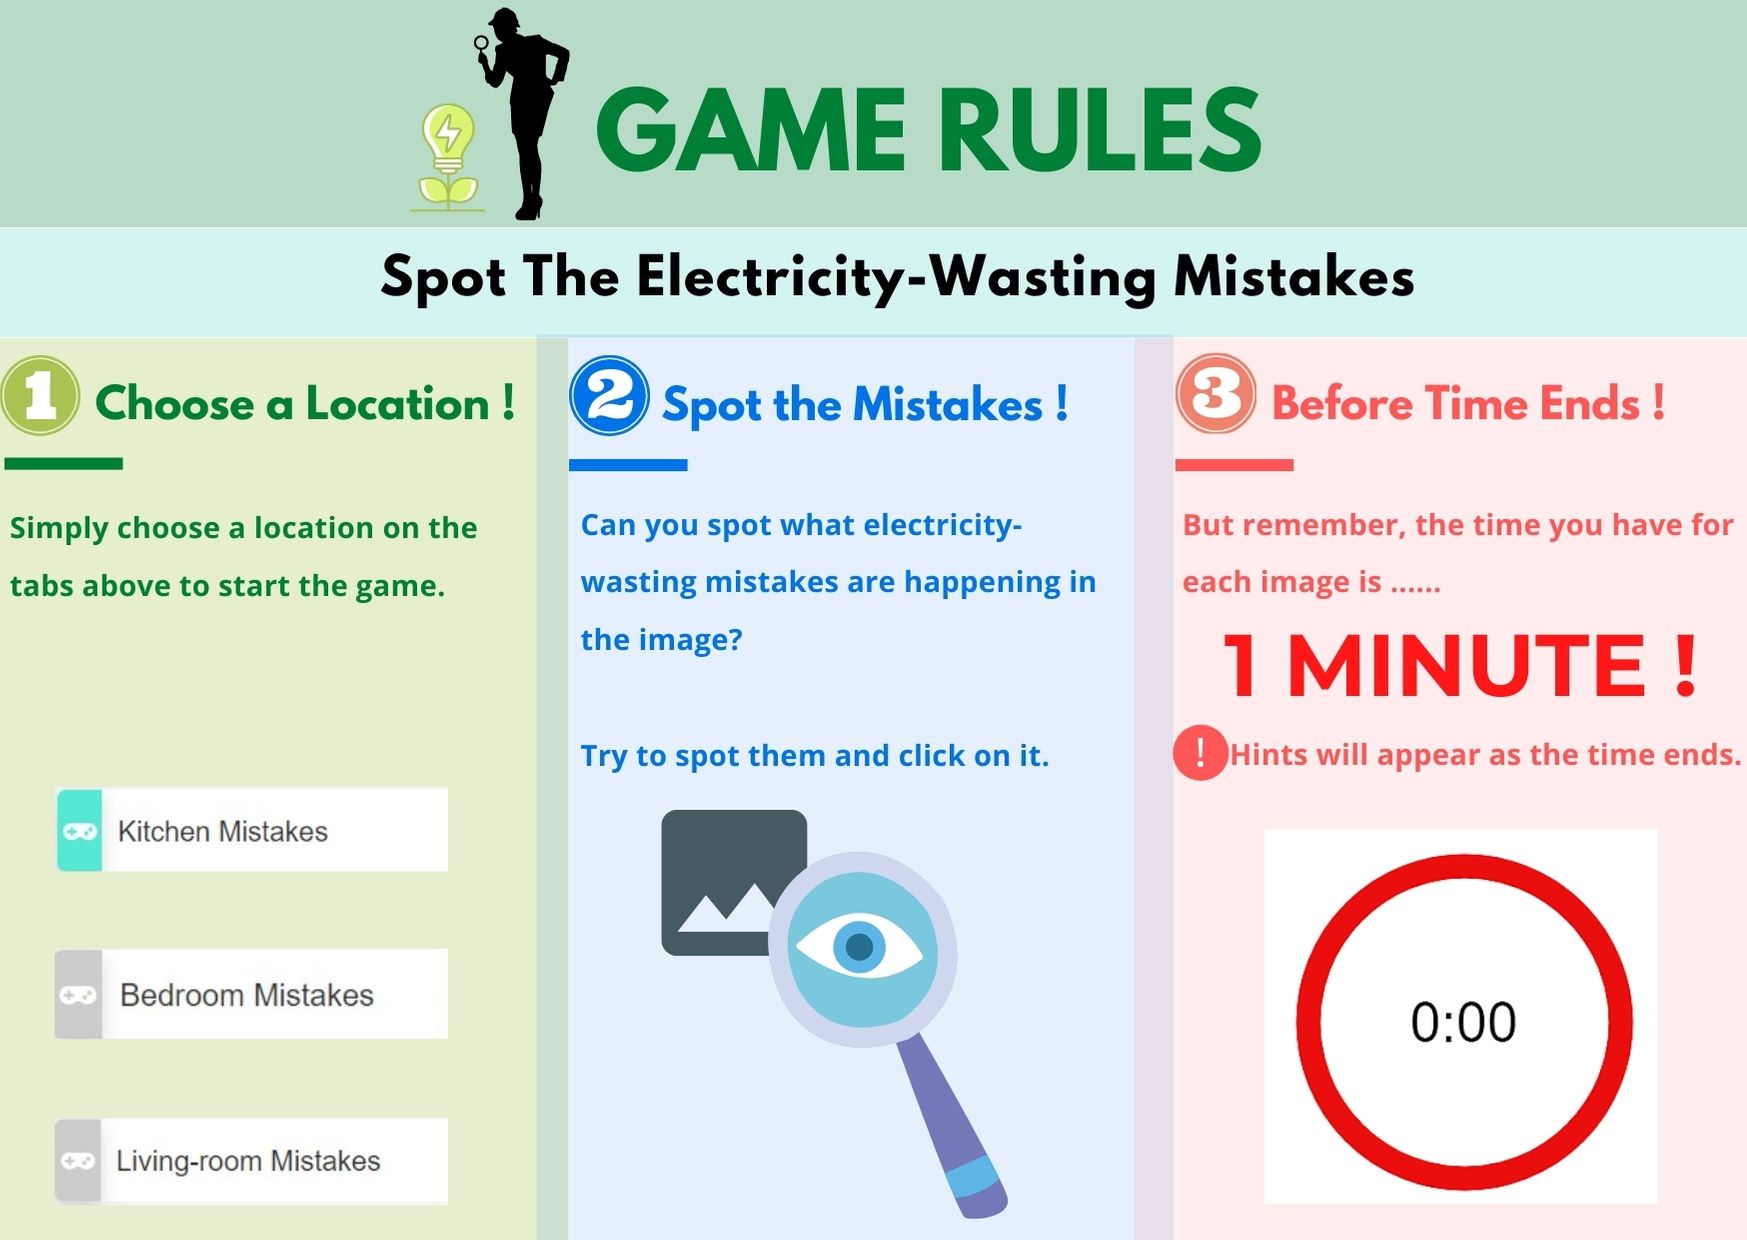 GAME RULES
Spot The Electricity-Wasting Mistakes
1 Choose a Location !
Simply choose a location on the
tabs above to start the game.
Kitchen Mistakes
Bedroom Mistakes
Living-room Mistakes
2 Spot the Mistakes !
Can you spot what electricity-
wasting mistakes are happening in
the image?
Try to spot them and click on it.
3 Before Time Ends !
But remember, the time you have for
each image is ......
1 MINUTE !
! Hints will appear as the time ends.
0:00